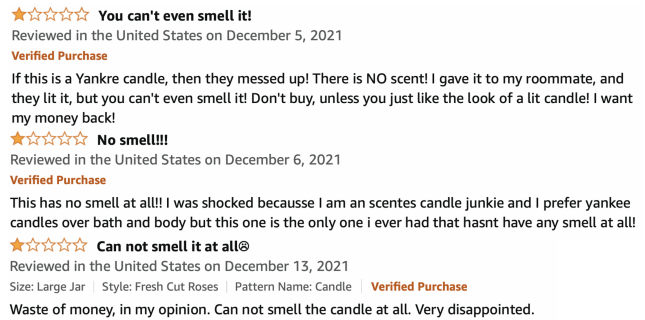 You can't even smell it!
Reviewed in the United States on December 5, 2021
Verified Purchase
If this is a Yankre candle, then they messed up! There is NO scent! I gave it to my roommate, and
they lit it, but you can't even smell it! Don't buy, unless you just like the look of a lit candle! I want
my money back!
No smell!!!
Reviewed in the United States on December 6, 2021
Verified Purchase
This has no smell at all!! I was shocked becausse I am an scentes candle junkie and I prefer yankee
candles over bath and body but this one is the only one i ever had that hasnt have any smell at all!
Can not smell it at all☹
Reviewed in the United States on December 13, 2021
Size: Large Jar | Style: Fresh Cut Roses | Pattern Name: Candle | Verified Purchase
Waste of money, in my opinion. Can not smell the candle at all. Very disappointed.